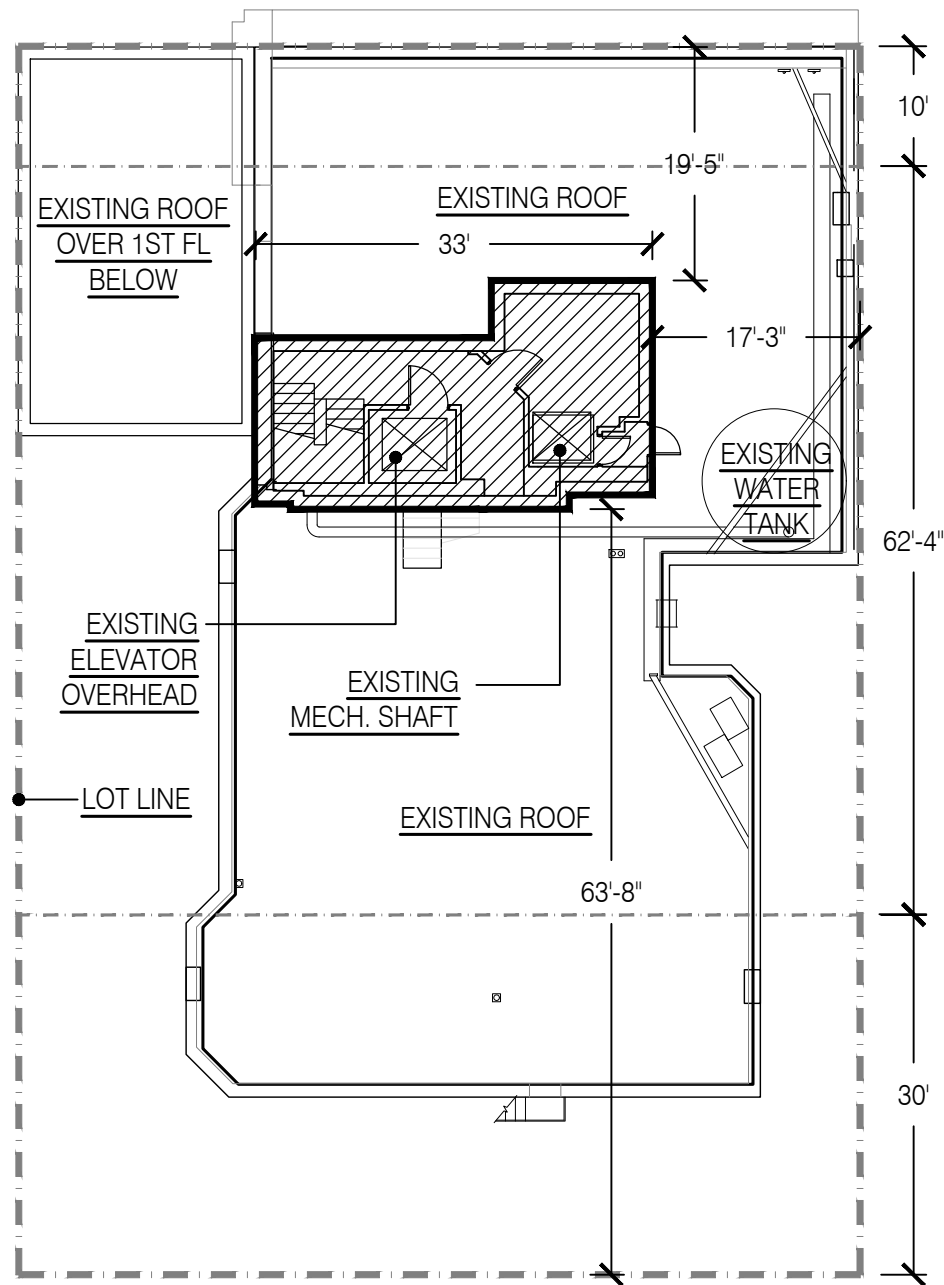 10'
19'-5"
EXISTING ROOF
EXISTING ROOF
OVER 1ST FL
BELOW
33'
17'-3"
EXISTING
WATER
TANK
62'-4"
EXISTING
ELEVATOR
OVERHEAD
EXISTING
MECH. SHAFT
LOT LINE
EXISTING ROOF
63'-8"
30'